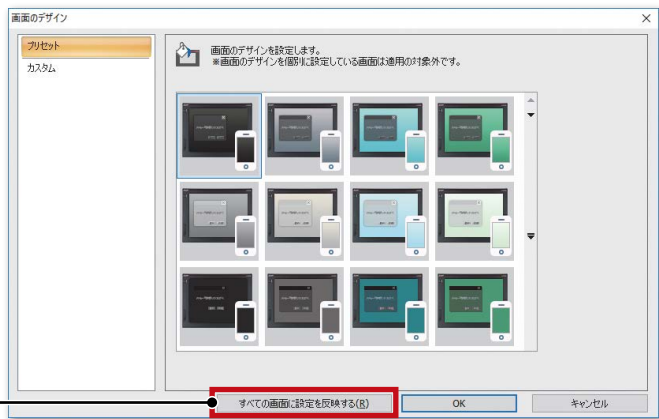 画面のデザイン
プリセット
カスタム
画面のデザインを設定します。
※画面のデザインを個別に設定している画面は適用の対象外です。
すべての画面に設定を反映する(R)
OK
キャンセル